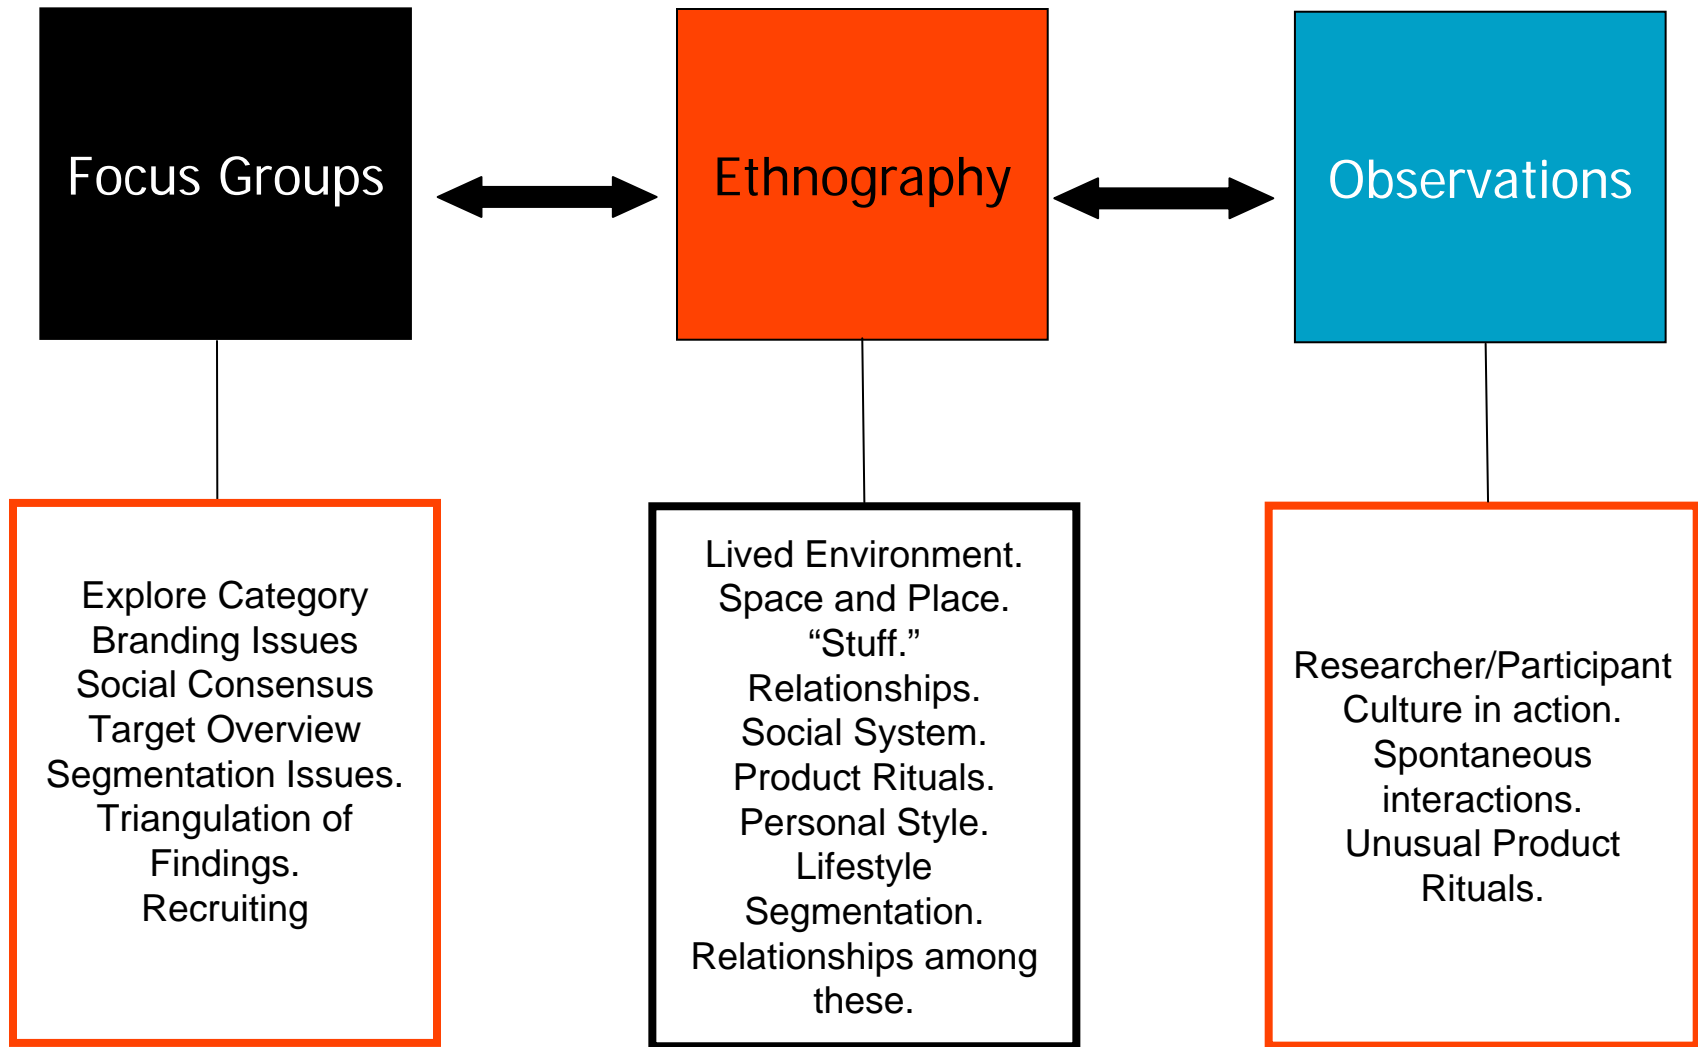 Focus Groups
Ethnography
Observations
Explore Category
Branding Issues
Social Consensus
Target Overview
Segmentation Issues.
Triangulation of
Findings.
Recruiting
Lived Environment.
Space and Place.
“Stuff.”
Relationships.
Social System.
Product Rituals.
Personal Style.
Lifestyle
Segmentation.
Relationships among
these.
Researcher/Participant
Culture in action.
Spontaneous
interactions.
Unusual Product
Rituals.